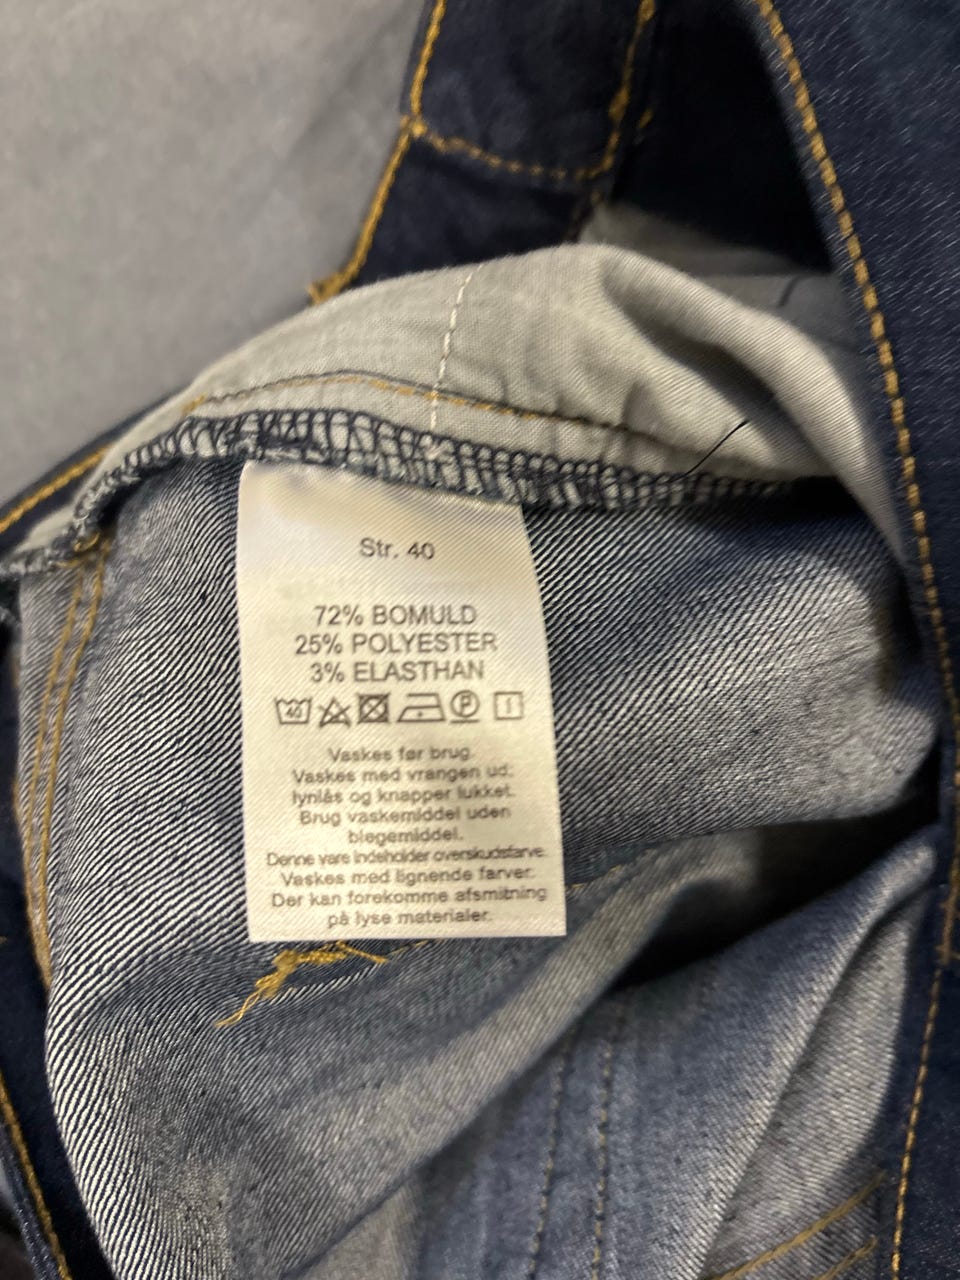 Str. 40
72% BOMULD
25% POLYESTER
3% ELASTHAN
40 P
Vaskes før brug.
Vaskes med vrangen ud,
lynlås og knapper lukket.
Brug vaskemiddel uden
blegemiddel.
Denne vare indeholder overskudsfarve.
Vaskes med lignende farver.
Der kan forekomme afsmitning
på lyse materialer.